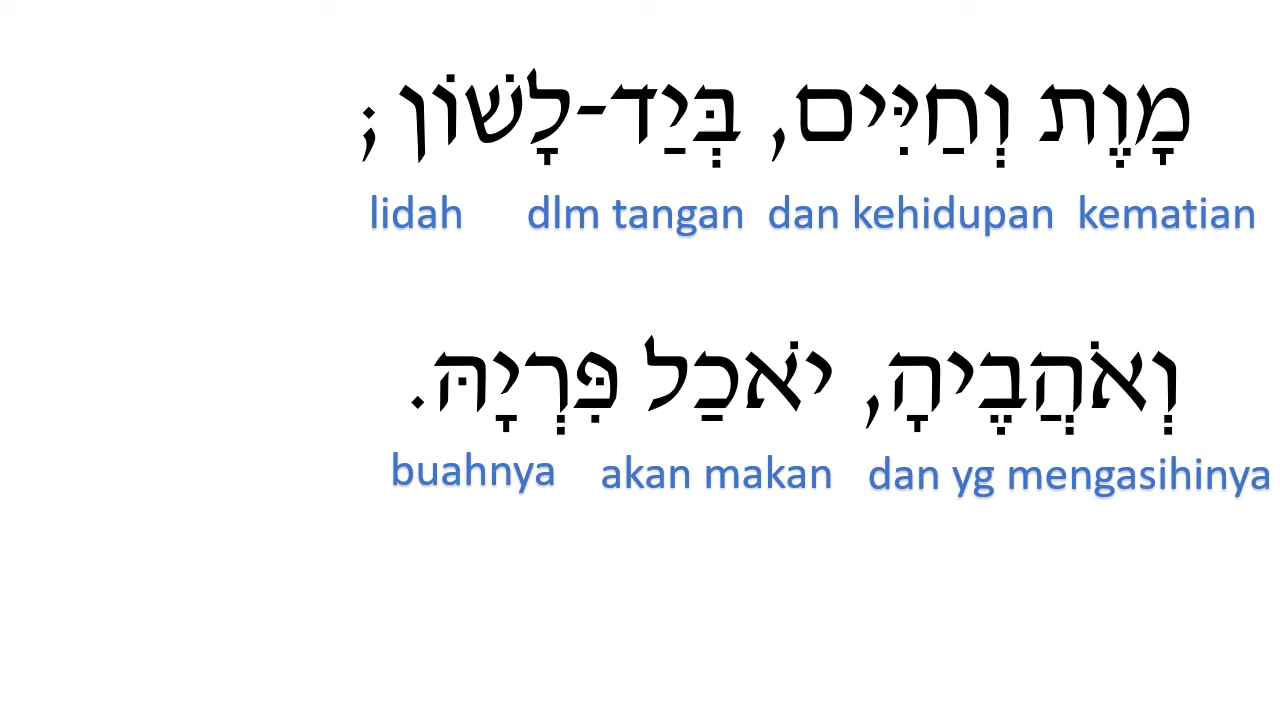 מָוֶת וְחַיִּים, בְּיַד-לָשׁוֹן ;
lidah dlm tangan dan kehidupan kematian
וְאֹהֲבֶיהָ, יֹאכַל פִּרְיָהּ.
buahnya akan makan dan yg mengasihinya